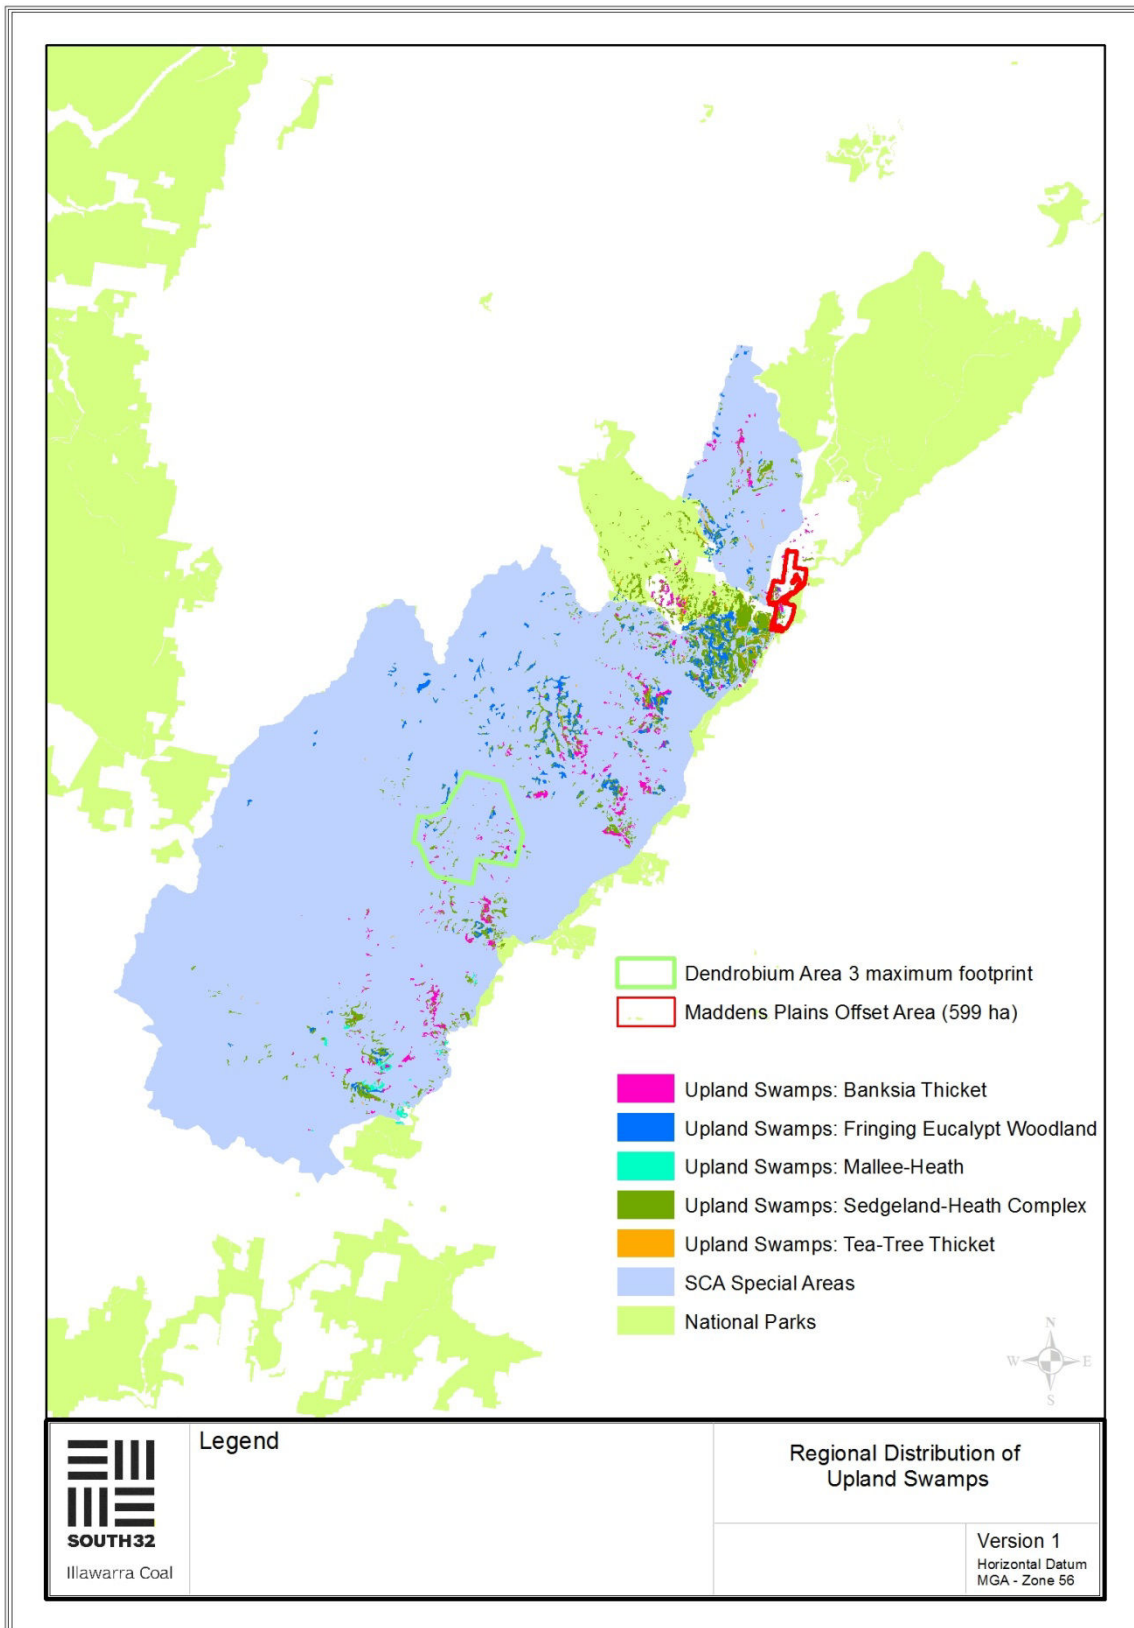 Dendrobium Area 3 maximum footprint
Maddens Plains Offset Area (599 ha)
Upland Swamps: Banksia Thicket
Upland Swamps: Fringing Eucalypt Woodland
Upland Swamps: Mallee-Heath
Upland Swamps: Sedgeland-Heath Complex
Upland Swamps: Tea-Tree Thicket
SCA Special Areas
National Parks
N
W E
S
SOUTH32
Illawarra Coal
Legend
Regional Distribution of
Upland Swamps
Version 1
Horizontal Datum
MGA - Zone 56